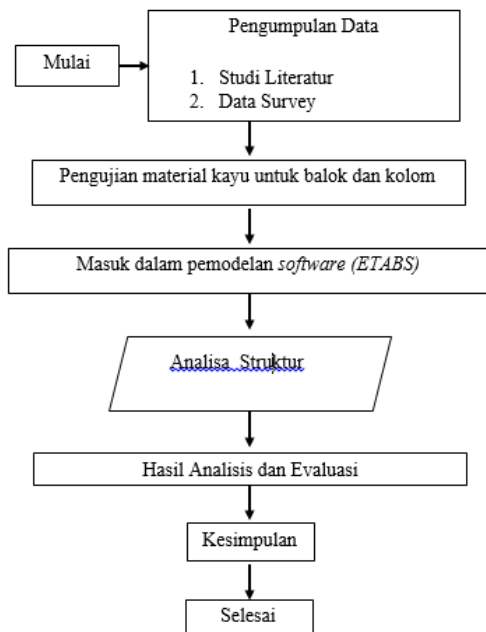 Mulai
Pengumpulan Data
1. Studi Literatur
2. Data Survey
Pengujian material kayu untuk balok dan kolom
Masuk dalam pemodelan software (ETABS)
Analisa Struktur
Hasil Analisis dan Evaluasi
Kesimpulan
Selesai